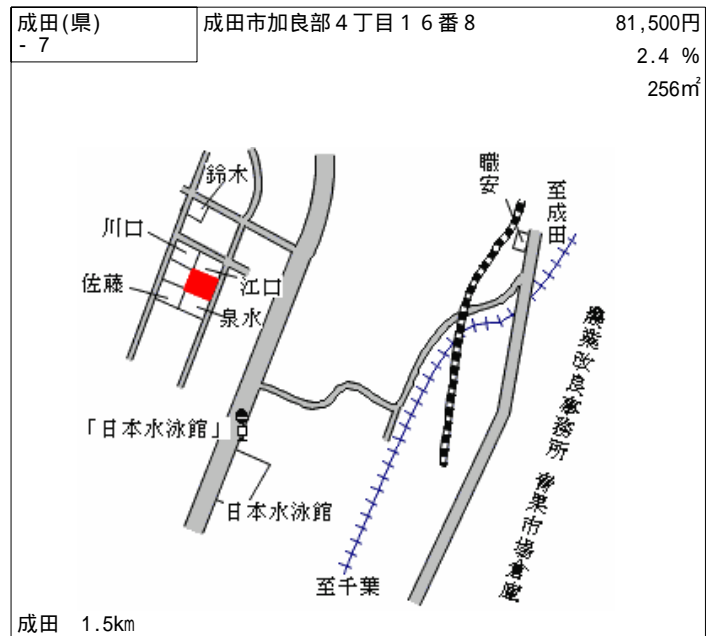 成田(県)
- 7
成田市加良部4丁目16番8
81,500円
2.4 %
256㎡
鈴木
川口
佐藤
江口
泉水
職安
至成田
農業改良事務所
青果市場倉庫
「日本水泳館」
日本水泳館
至千葉
成田 1.5km